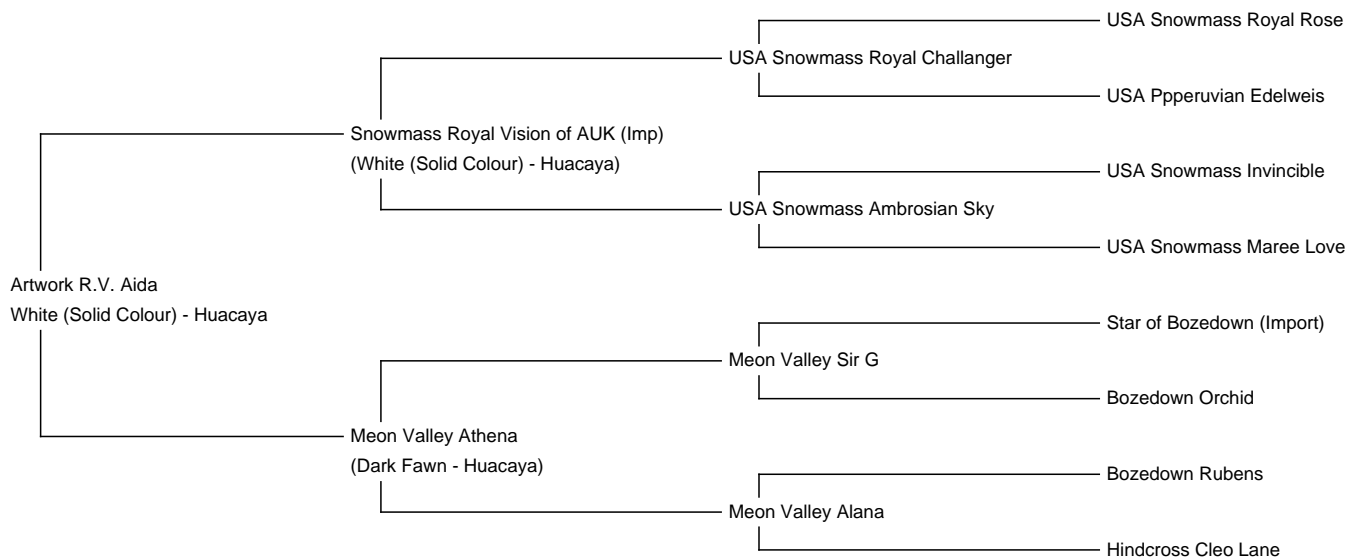 USA Snowmass Royal Rose
USA Snowmass Royal Challanger
USA Ppperuvian Edelweis
Snowmass Royal Vision of AUK (Imp)
(White (Solid Colour) - Huacaya)
USA Snowmass Invincible
USA Snowmass Ambrosian Sky
USA Snowmass Maree Love
Artwork R.V. Aida
White (Solid Colour) - Huacaya
Star of Bozedown (Import)
Meon Valley Sir G
Bozedown Orchid
Meon Valley Athena
(Dark Fawn - Huacaya)
Bozedown Rubens
Meon Valley Alana
Hindcross Cleo Lane